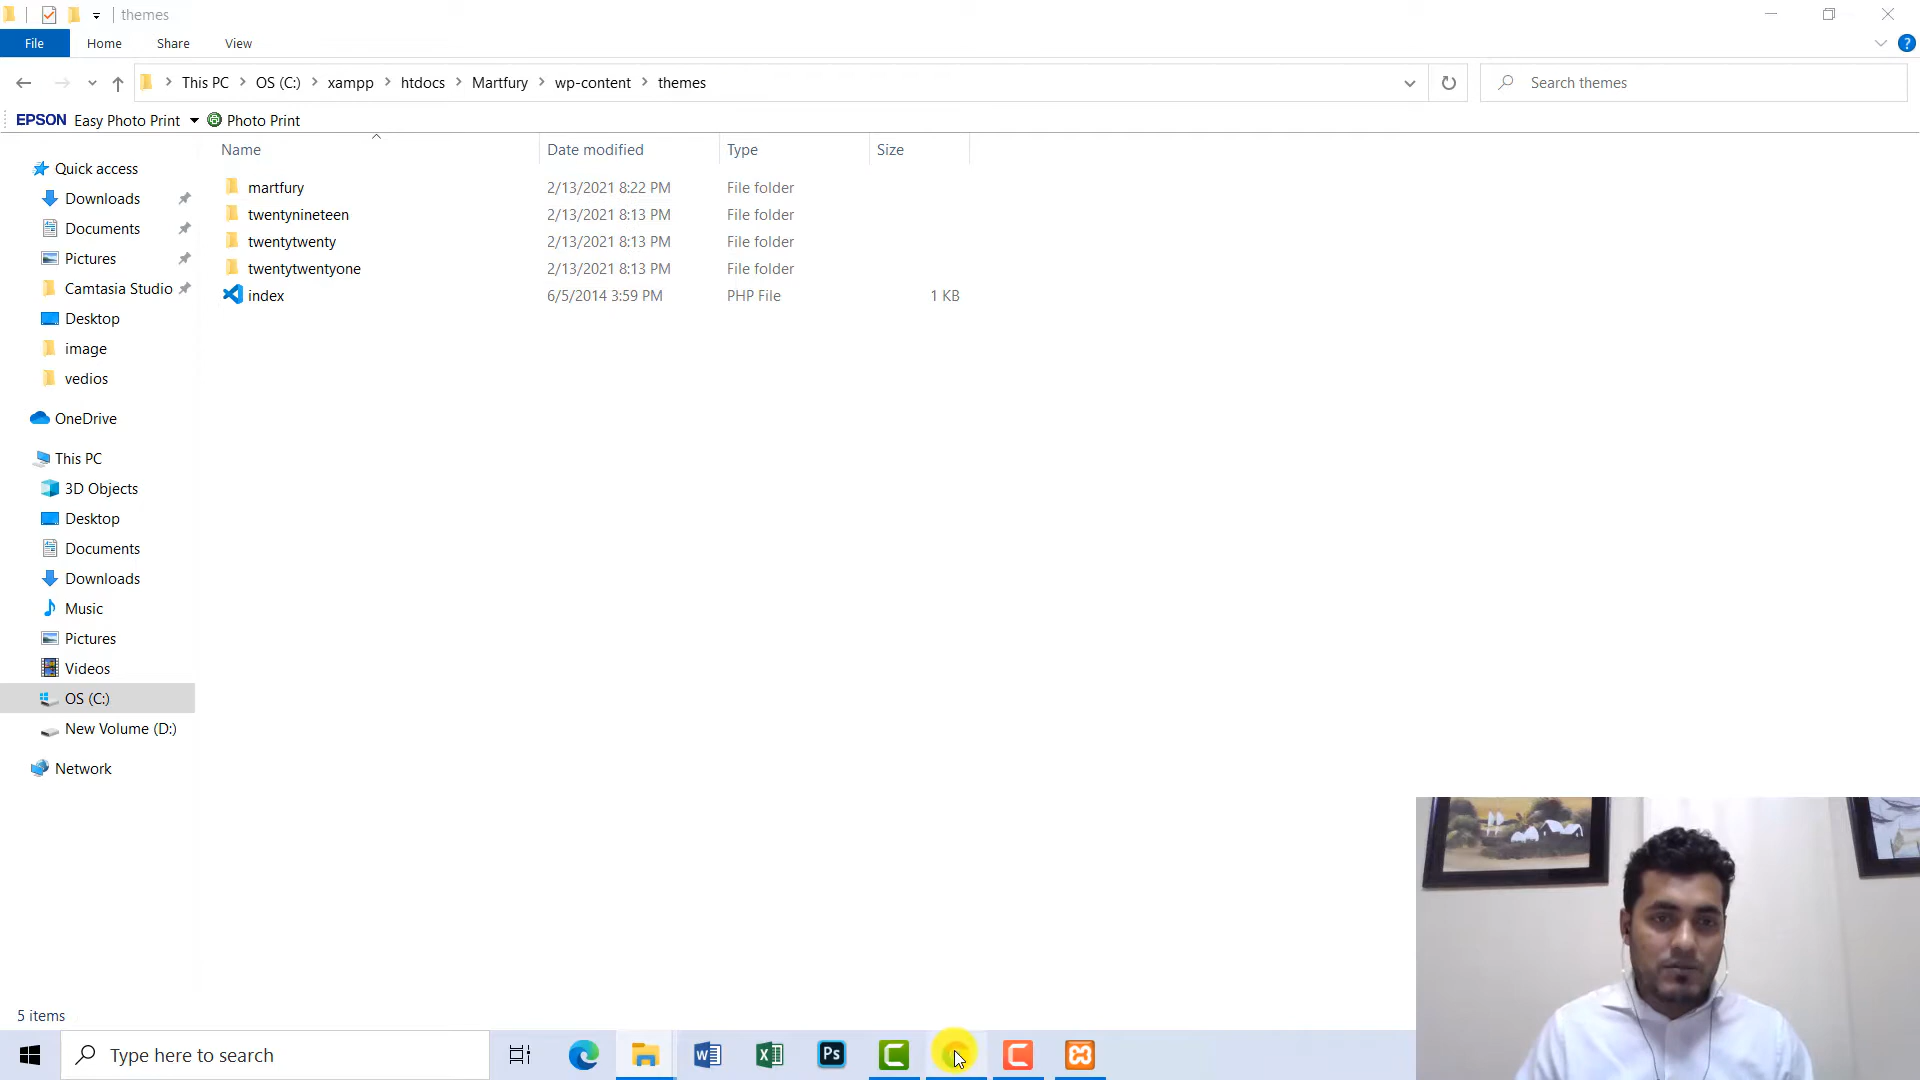 themes
File Home Share View
This PC OS (C:) xampp htdocs Martfury wp-content themes
Search themes
EPSON Easy Photo Print Photo Print
Name Date modified Type Size
martfury 2/13/2021 8:22 PM File folder
twentynineteen 2/13/2021 8:13 PM File folder
twentytwenty 2/13/2021 8:13 PM File folder
twentytwentyone 2/13/2021 8:13 PM File folder
index 6/5/2014 3:59 PM PHP File 1 KB
Quick access
Downloads
Documents
Pictures
Camtasia Studio
Desktop
image
vedios
OneDrive
This PC
3D Objects
Desktop
Documents
Downloads
Music
Pictures
Videos
OS (C:)
New Volume (D:)
Network
5 items
Type here to search
Ps